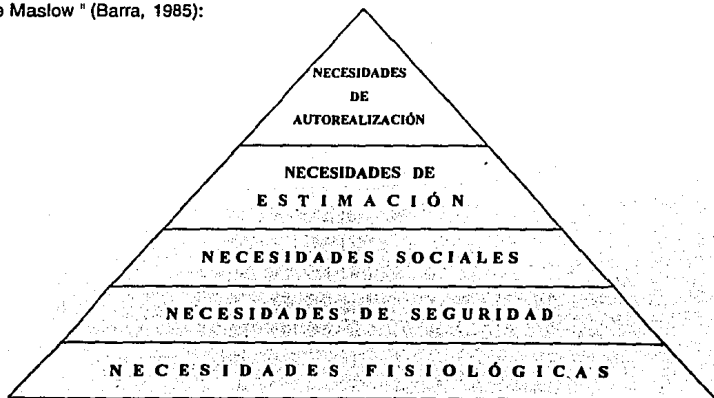 e Maslow " (Barra, 1985):
NECESIDADES
DE
AUTOREALIZACIÓN
NECESIDADES DE
ESTIMACIÓN
NECESIDADES SOCIALES
NECESIDADES DE SEGURIDAD
NECESIDADES FISIOLÓGICAS